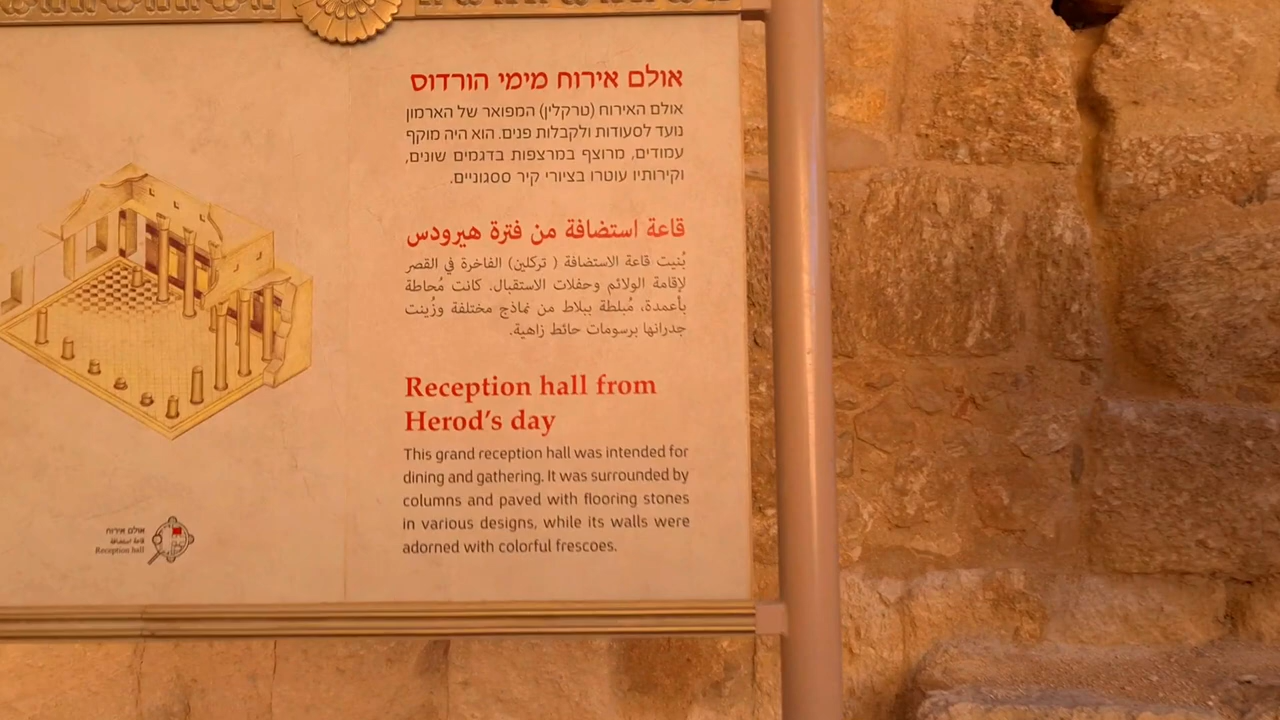 אולם אירוח מימי הורדוס
אולם האירוח (טרקלין) המפואר של הארמון
נועד לסעודות ולקבלות פנים. הוא היה מוקף
עמודים, מרוצף במרצפות בדגמים שונים,
וקירותיו עוטרו בציורי קיר ססגוניים.
قاعة استضافة من فترة هيرودس
بُنيت قاعة الاستضافة ( تركلين) الفاخرة في القصر
لإقامة الولائم وحفلات الاستقبال. كانت مُحاطة
بأعمدة، مُبلطة ببلاط من نماذج مختلفة وزُينت
جدرانها برسومات حائط زاهية.
Reception hall from
Herod's day
This grand reception hall was intended for
dining and gathering. It was surrounded by
columns and paved with flooring stones
in various designs, while its walls were
adorned with colorful frescoes.
אולם אירוח
قاعة استضافة
Reception hall